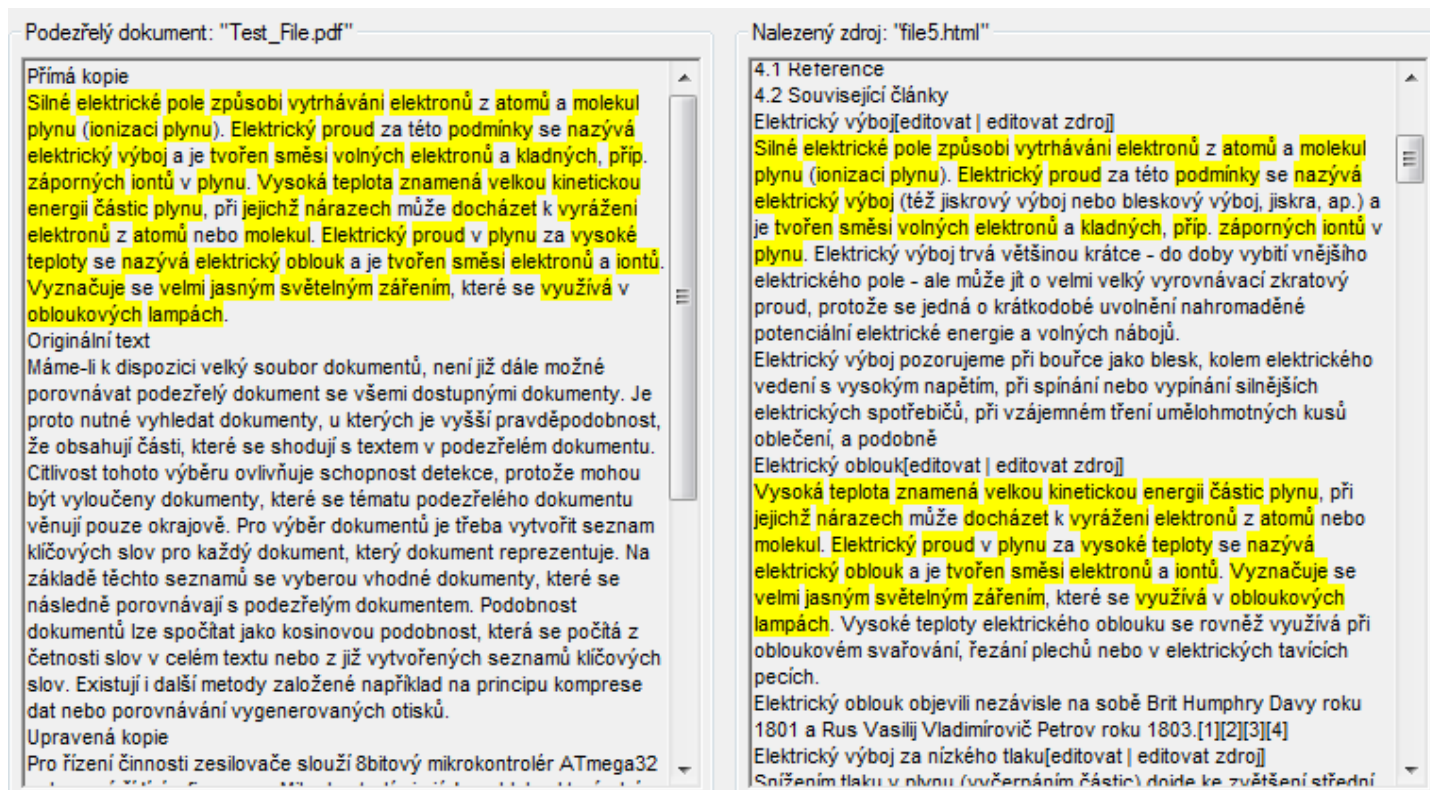 Podezřelý dokument: "Test_File.pdf"
Přímá kopie
Silné elektrické pole způsobí vytrhávání elektronů z atomů a molekul
plynu (ionizaci plynu). Elektrický proud za této podmínky se nazývá
elektrický výboj a je tvořen směsí volných elektronů a kladných, příp.
záporných iontů v plynu. Vysoká teplota znamená velkou kinetickou
energii částic plynu, při jejichž nárazech může docházet k vyrážení
elektronů z atomů nebo molekul. Elektrický proud v plynu za vysoké
teploty se nazývá elektrický oblouk a je tvořen směsí elektronů a iontů.
Vyznačuje se velmi jasným světelným zářením, které se využívá v
obloukových lampách.
Originální text
Máme-li k dispozici velký soubor dokumentů, není již dále možné
porovnávat podezřelý dokument se všemi dostupnými dokumenty. Je
proto nutné vyhledat dokumenty, u kterých je vyšší pravděpodobnost,
že obsahují části, které se shodují s textem v podezřelém dokumentu.
Citlivost tohoto výběru ovlivňuje schopnost detekce, protože mohou
být vyloučeny dokumenty, které se tématu podezřelého dokumentu
věnují pouze okrajově. Pro výběr dokumentů je třeba vytvořit seznam
klíčových slov pro každý dokument, který dokument reprezentuje. Na
základě těchto seznamů se vyberou vhodné dokumenty, které se
následně porovnávají s podezřelým dokumentem. Podobnost
dokumentů lze spočítat jako kosinovou podobnost, která se počítá z
četnosti slov v celém textu nebo z již vytvořených seznamů klíčových
slov. Existují i další metody založené například na principu komprese
dat nebo porovnávání vygenerovaných otisků.
Upravená kopie
Pro řízení činnosti zesilovače slouží 8bitový mikrokontrolér ATmega32
Nalezený zdroj: "file5.html"
4.1 Reference
4.2 Související články
Elektrický výboj[editovat | editovat zdroj]
Silné elektrické pole způsobí vytrhávání elektronů z atomů a molekul
plynu (ionizaci plynu). Elektrický proud za této podmínky se nazývá
elektrický výboj (též jiskrový výboj nebo bleskový výboj, jiskra, ap.) a
je tvořen směsí volných elektronů a kladných, příp. záporných iontů v
plynu. Elektrický výboj trvá většinou krátce - do doby vybití vnějšího
elektrického pole - ale může jít o velmi velký vyrovnávací zkratový
proud, protože se jedná o krátkodobé uvolnění nahromaděné
potenciální elektrické energie a volných nábojů.
Elektrický výboj pozorujeme při bouřce jako blesk, kolem elektrického
vedení s vysokým napětím, při spínání nebo vypínání silnějších
elektrických spotřebičů, při vzájemném tření umělohmotných kusů
oblečení, a podobně
Elektrický oblouk[editovat | editovat zdroj]
Vysoká teplota znamená velkou kinetickou energii částic plynu, při
jejichž nárazech může docházet k vyrážení elektronů z atomů nebo
molekul. Elektrický proud v plynu za vysoké teploty se nazývá
elektrický oblouk a je tvořen směsí elektronů a iontů. Vyznačuje se
velmi jasným světelným zářením, které se využívá v obloukových
lampách. Vysoké teploty elektrického oblouku se rovněž využívá při
obloukovém svařování, řezání plechů nebo v elektrických tavících
pecích.
Elektrický oblouk objevili nezávisle na sobě Brit Humphry Davy roku
1801 a Rus Vasilij Vladimírovič Petrov roku 1803.[1][2][3][4]
Elektrický výboj za nízkého tlaku[editovat | editovat zdroj]
Snížením tlaku v plynu (vyčerpáním částic) dojde ke zvětšení střední